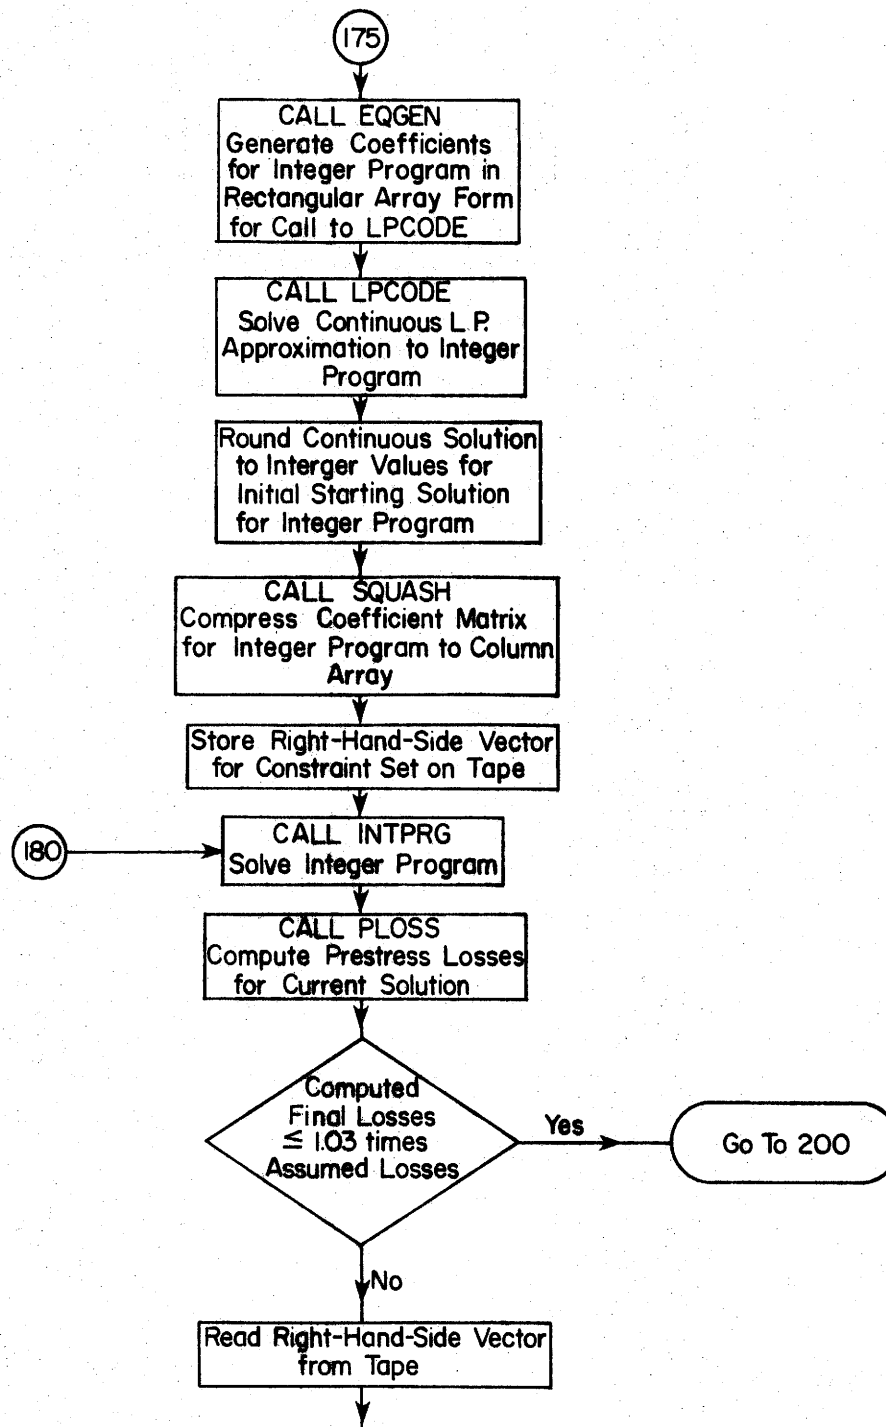 175
CALL EQGEN
Generate Coefficients
for Integer Program in
Rectangular Array Form
for Call to LPCODE
CALL LPCODE
Solve Continuous L.P.
Approximation to Integer
Program
Round Continuous Solution
to Interger Values for
Initial Starting Solution
for Integer Program
CALL SQUASH
Compress Coefficient Matrix
for Integer Program to Column
Array
Store Right-Hand-Side Vector
for Constraint Set on Tape
180
CALL INTPRG
Solve Integer Program
CALL PLOSS
Compute Prestress Losses
for Current Solution
Computed
Final Losses
≤ 1.03 times
Assumed Losses
Yes
Go To 200
No
Read Right-Hand-Side Vector
from Tape